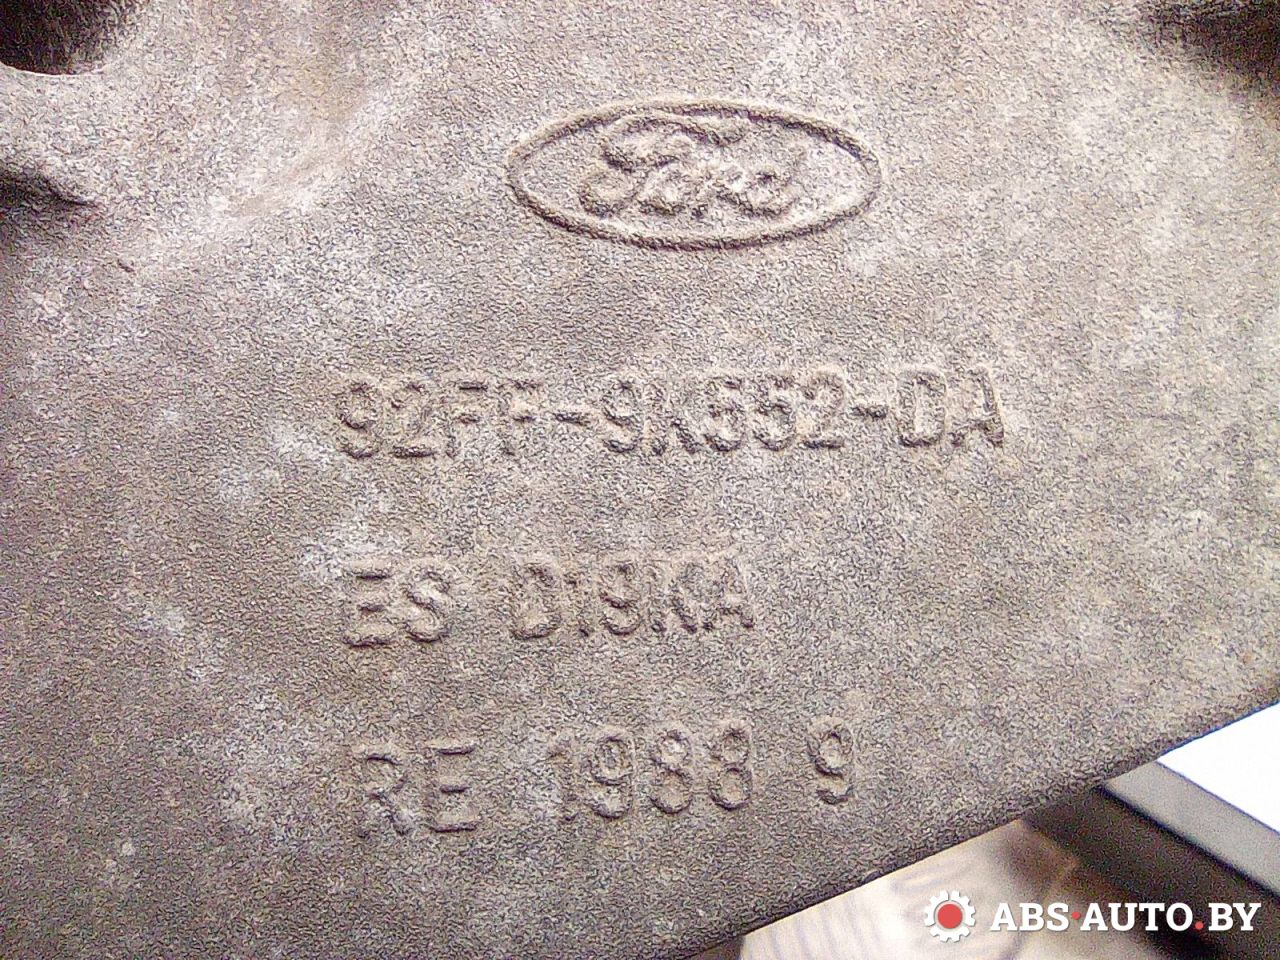 Ford
92FF-9K552-DA
ES D19KA
RE 1988 9
ABS·AUTO.BY